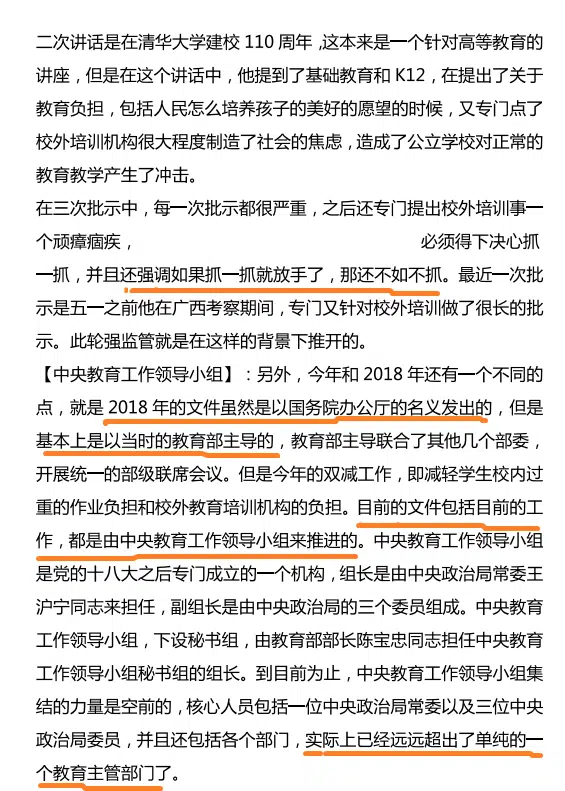 二次讲话是在清华大学建校 110 周年，这本来是一个针对高等教育的
讲座，但是在这个讲话中，他提到了基础教育和 K12，在提出了关于
教育负担，包括人民怎么培养孩子的美好的愿望的时候，又专门点了
校外培训机构很大程度制造了社会的焦虑，造成了公立学校对正常的
教育教学产生了冲击。
在三次批示中，每一次批示都很严重，之后还专门提出校外培训事一
个顽瘴痼疾， 必须得下决心抓
一抓，并且还强调如果抓一抓就放手了，那还不如不抓。最近一次批
示是五一之前他在广西考察期间，专门又针对校外培训做了很长的批
示。此轮强监管就是在这样的背景下推开的。
【中央教育工作领导小组】：另外，今年和 2018 年还有一个不同的
点，就是 2018 年的文件虽然是以国务院办公厅的名义发出的，但是
基本上是以当时的教育部主导的，教育部主导联合了其他几个部委，
开展统一的部级联席会议。但是今年的双减工作，即减轻学生校内过
重的作业负担和校外教育培训机构的负担。目前的文件包括目前的工
作，都是由中央教育工作领导小组来推进的。中央教育工作领导小组
是党的十八大之后专门成立的一个机构，组长是由中央政治局常委王
沪宁同志来担任，副组长是由中央政治局的三个委员组成。中央教育
工作领导小组，下设秘书组，由教育部部长陈宝忠同志担任中央教育
工作领导小组秘书组的组长。到目前为止，中央教育工作领导小组集
结的力量是空前的，核心人员包括一位中央政治局常委以及三位中央
政治局委员，并且还包括各个部门，实际上已经远远超出了单纯的一
个教育主管部门了。